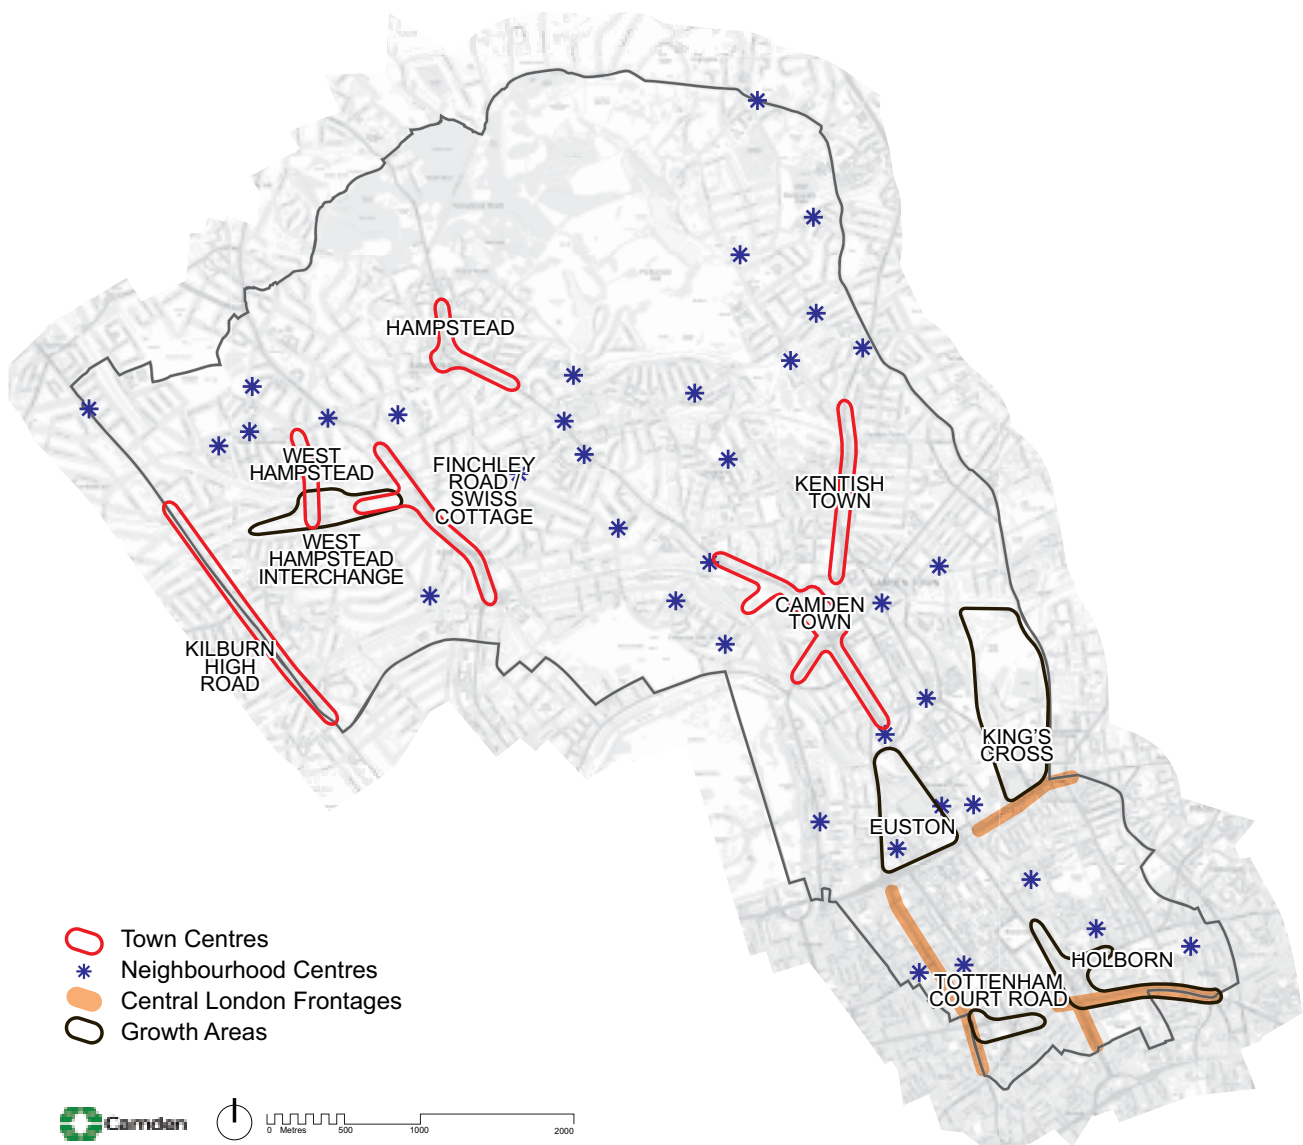 HAMPSTEAD
WEST
HAMPSTEAD
FINCHLEY
ROAD /
SWISS
COTTAGE
KENTISH
TOWN
WEST
HAMPSTEAD
INTERCHANGE
CAMDEN
TOWN
KILBURN
HIGH
ROAD
KING'S
CROSS
EUSTON
HOLBORN
TOTTENHAM
COURT ROAD
Town Centres
Neighbourhood Centres
Central London Frontages
Growth Areas
Camden
0 Metres 500 1000 2000